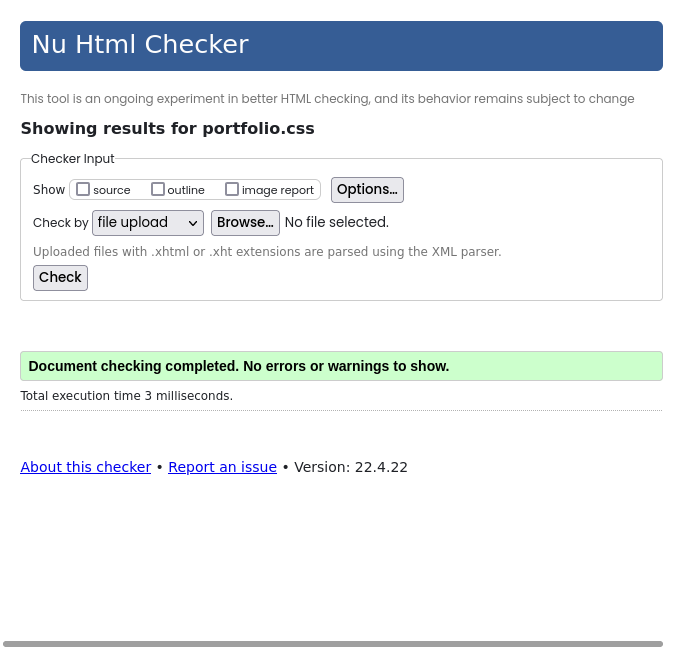 Nu Html Checker
This tool is an ongoing experiment in better HTML checking, and its behavior remains subject to change
Showing results for portfolio.css
Checker Input
Show source outline image report Options...
Check by file upload Browse... No file selected.
Uploaded files with .xhtml or .xht extensions are parsed using the XML parser.
Check
Document checking completed. No errors or warnings to show.
Total execution time 3 milliseconds.
About this checker • Report an issue • Version: 22.4.22